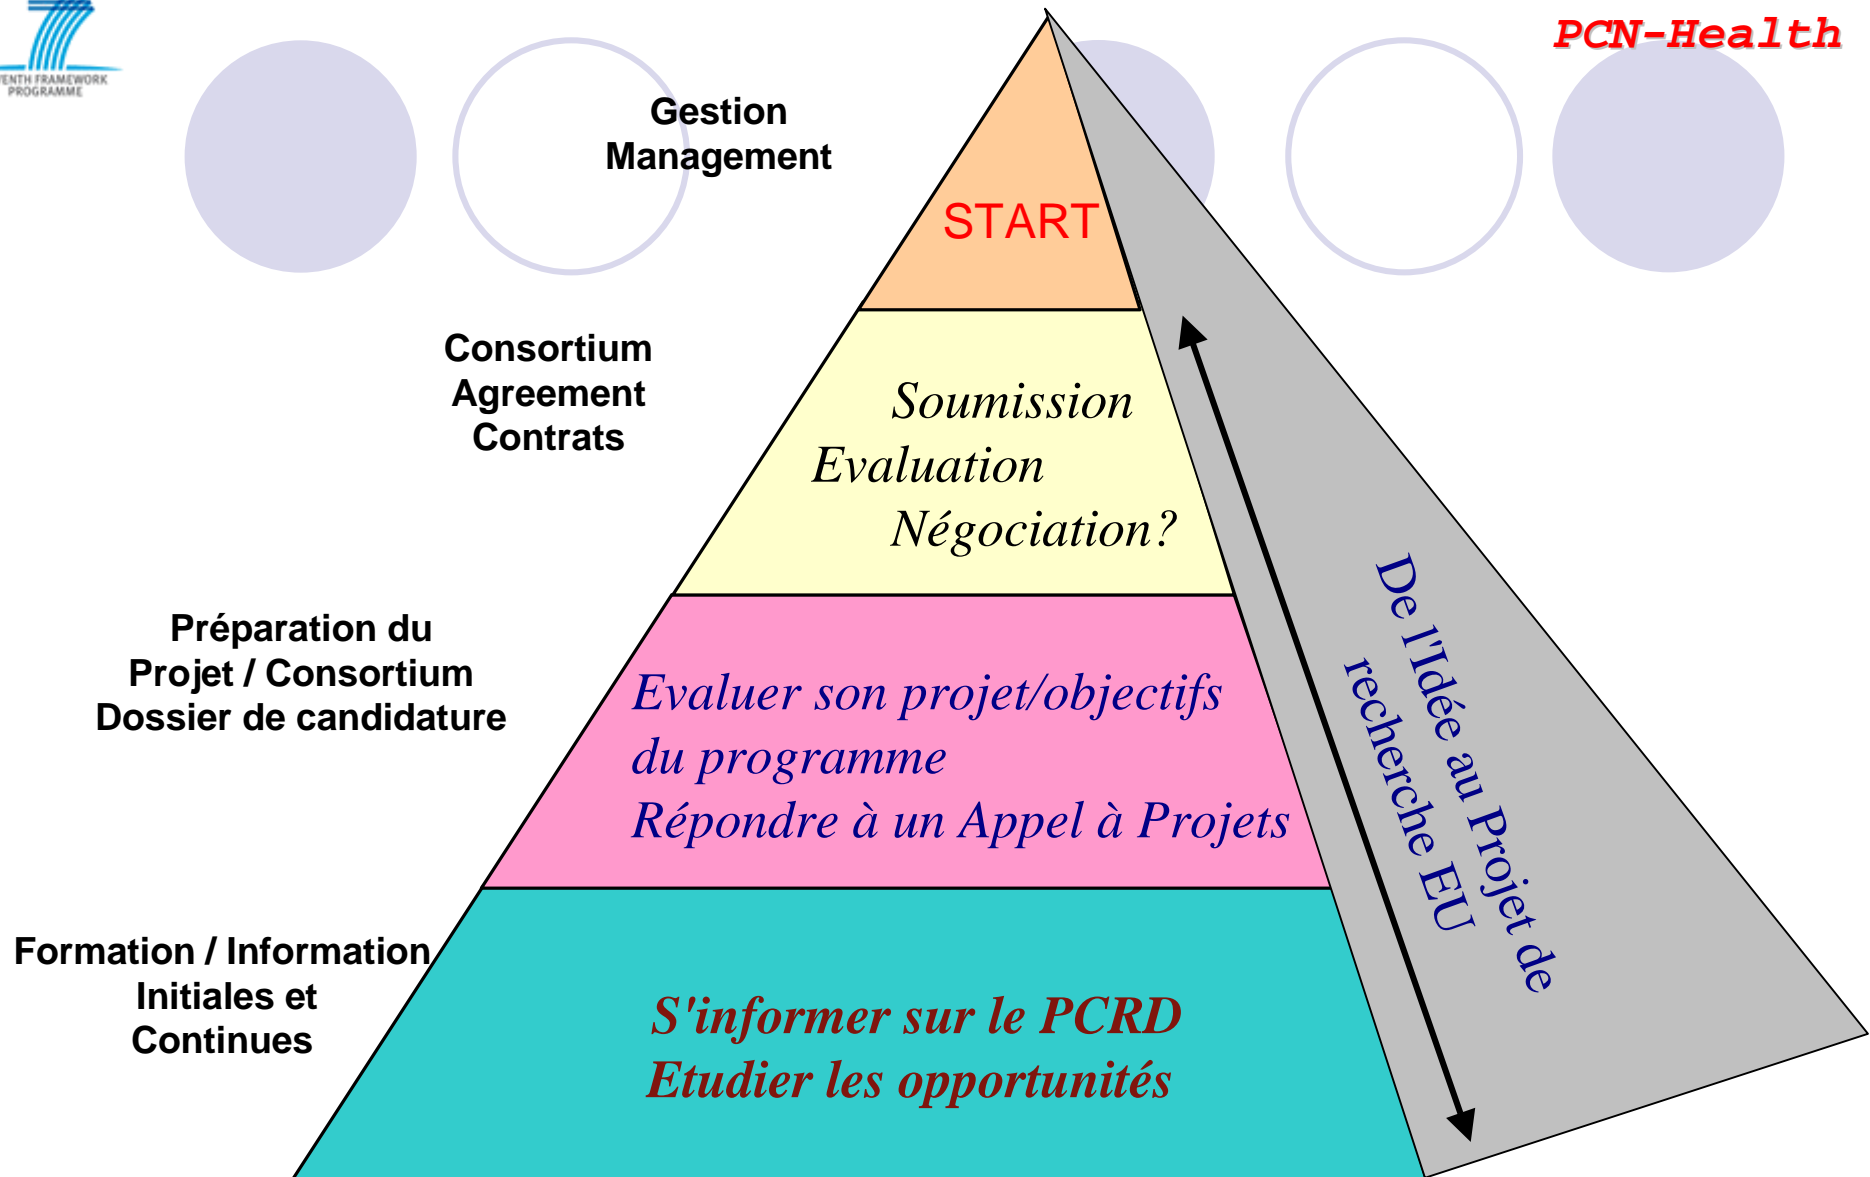 PCN-Health
ENTH FRAMEWORK
PROGRAMME
Gestion
Management
START
Consortium
Agreement
Contrats
Soumission
Evaluation
Négociation?
Préparation du
Projet / Consortium
Dossier de candidature
Evaluer son projet/objectifs
du programme
Répondre à un Appel à Projets
De l'Idée au Projet de
recherche EU
Formation / Information
Initiales et
Continues
S'informer sur le PCRD
Etudier les opportunités